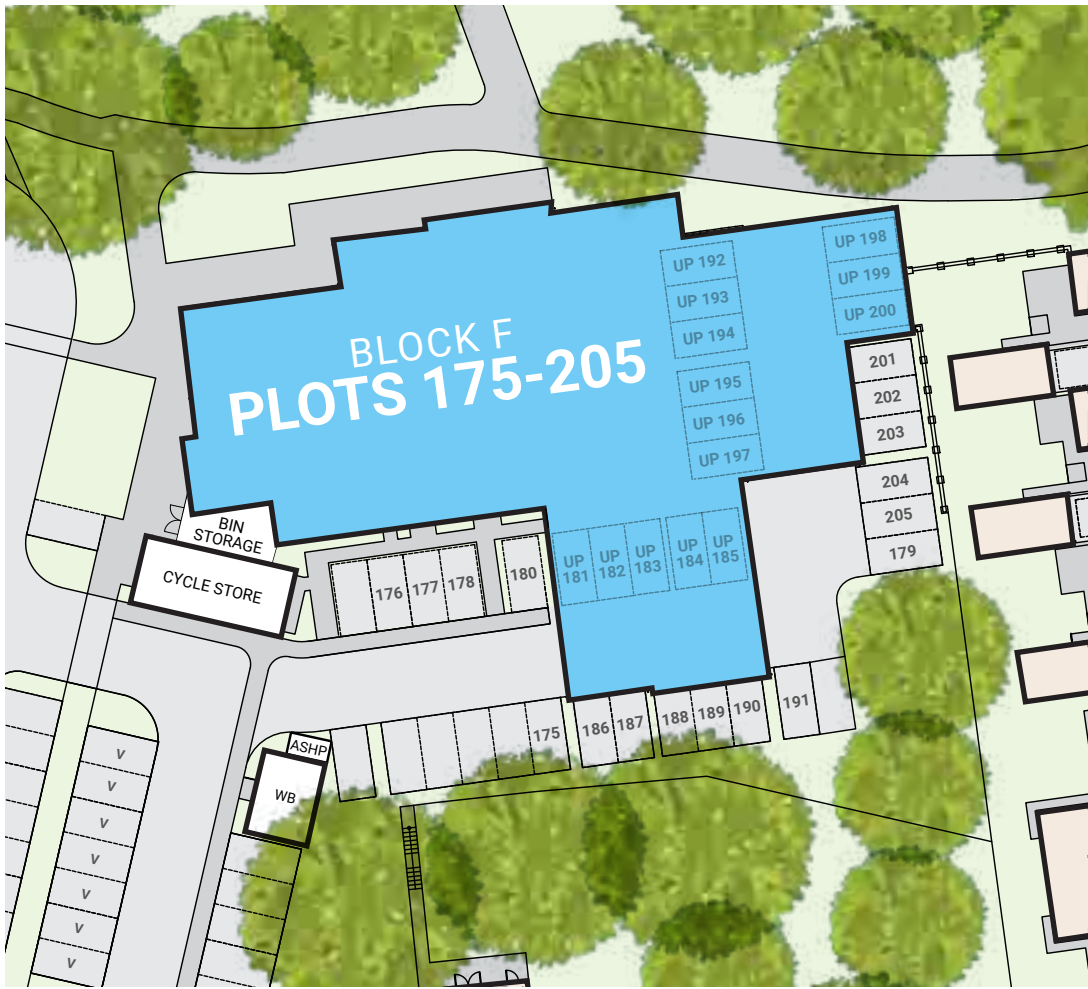 UP 198
UP 192
UP 199
UP 193
UP 200
UP 194
BLOCK F
PLOTS 175-205
201
UP 195
202
UP 196
203
UP 197
204
205
179
BIN
STORAGE
CYCLE STORE
UP
181
UP
182
UP
183
UP
184
UP
185
176
177
178
180
175
186
187
188
189
190
191
ASHP
WB
V
V
V
V
V
V
V